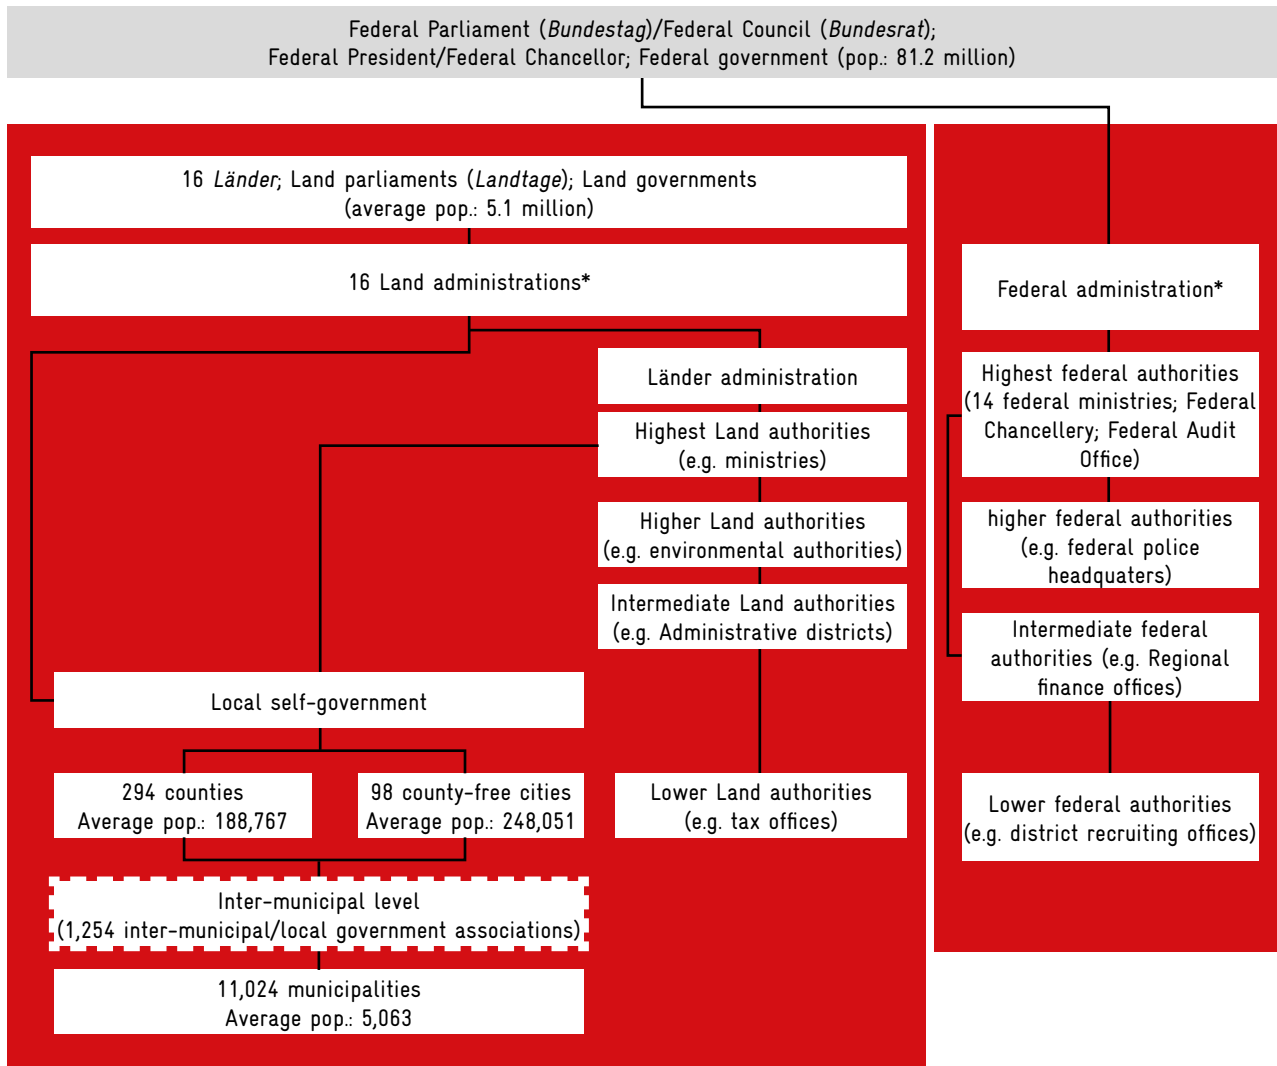 Federal Parliament (Bundestag)/Federal Council (Bundesrat);
Federal President/Federal Chancellor; Federal government (pop.: 81.2 million)
16 Länder; Land parliaments (Landtage); Land governments
(average pop.: 5.1 million)
16 Land administrations*
Länder administration
Highest Land authorities
(e.g. ministries)
Higher Land authorities
(e.g. environmental authorities)
Intermediate Land authorities
(e.g. Administrative districts)
Local self-government
294 counties
Average pop.: 188,767
98 county-free cities
Average pop.: 248,051
Lower Land authorities
(e.g. tax offices)
Inter-municipal level
(1,254 inter-municipal/local government associations)
11,024 municipalities
Average pop.: 5,063
Federal administration*
Highest federal authorities
(14 federal ministries; Federal
Chancellery; Federal Audit
Office)
higher federal authorities
(e.g. federal police
headquaters)
Intermediate federal
authorities (e.g. Regional
finance offices)
Lower federal authorities
(e.g. district recruiting offices)